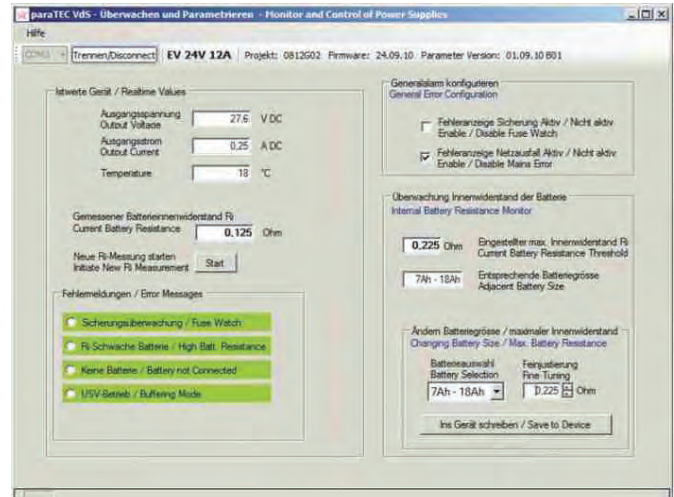 paraTEC VdS - Überwachen und Parametrieren - Monitor and Control of Power Supplies
Hilfe
Trennen/Disconnect EV 24V 12A Projekt: 0812G02 Firmware: 24.09.10 Parameter Version: 01.09.10 B01
Istwerte Gerät / Realtime Values
Ausgangsspannung
Output Voltage
27.6 V DC
Ausgangsstrom
Output Current
0,25 A DC
Temperature
18 °C
Gemessener Batterieinnenwiderstand Ri
Current Battery Resistance
0,125 Ohm
Neue Ri-Messung starten
Initiate New Ri Measurement
Start
Fehlermeldungen / Error Messages
Sicherungsüberwachung / Fuse Watch
Ri-Schwache Batterie / High Batt. Resistance
Keine Batterie / Battery not Connected
USV-Betrieb / Buffering Mode
Generalalarm konfigurieren
General Error Configuration
Fehleranzeige Sicherung Aktiv / Nicht aktiv
Enable / Disable Fuse Watch
Fehleranzeige Netzausfall Aktiv / Nicht aktiv
Enable / Disable Mains Error
Überwachung Innenwiderstand der Batterie
Internal Battery Resistance Monitor
0,225 Ohm
Eingestellter max. Innenwiderstand Ri
Current Battery Resistance Threshold
7Ah - 18Ah
Entsprechende Batteriegrösse
Adjacent Battery Size
Ändern Batteriegrösse / maximaler Innenwiderstand
Changing Battery Size / Max. Battery Resistance
Batterieauswahl
Battery Selection
7Ah - 18Ah
Feinjustierung
Fine-Tuning
0,225 Ohm
Ins Gerät schreiben / Save to Device